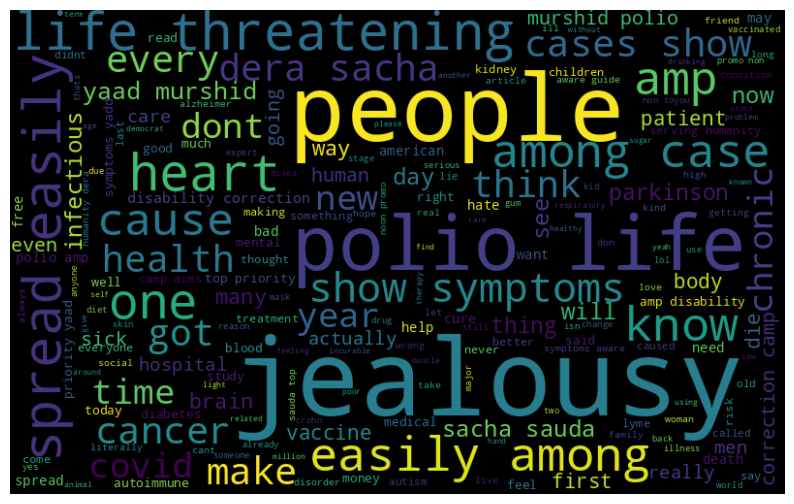 life threatening
murshid polio
may
term
ill
without
friend
vaccinated
read
every
dera sacha
cases show
long
didnt
kidney
children
article
aware guide
promo non
drinking
another
thats
yaad murshid
people
amp
now
alzheimer
going
please
non toyou
condition
state
problem
spread easily
infectious
symptoms yado
last
care
dont
much
age
democrat
good
expert
way
american
stage
serious
among case
patient
serving humanity
sugar
heart
disea
human
day
lie
think
parkinson
high
known
chronic
disability correction
new
right
hate
gum
kid
respiratory
kind
getting
free
due
humanity dera
making
something
hope
real
rare
see
even
cause
bad
mental
noon promo
want
healthy
don
yeah
lol
use
polio life
polio amp
health
thought
camp aims
top priority
find
show symptoms
therapy
love
body
amp disability
always
anyone
well
many
self
diet
one
year
will
know
die
correction camp
priority yaad
give
skin
treatment
mask
drug
let
help
cure
thing
isn
change
got
reason
actually
still
said
sick
everyone
blood
never
better
symptoms aware
caused
need
saw
social
hospital
feeling
incurable
wrong
muscle
jealousy
time
study
light
sauda top
take
major
old
risk
today
diabetes
brain
poor
two
using
around
related
crohn
medical
lyme
woman
men
cancer
vaccine
sacha sauda
called
come
literally
cant
already
someone
hand
family
back
death
yes
covid
million
easily among
really
illness
spread
animal
autoimmune
make
disorder
money
autism
live
feel
first
say
world